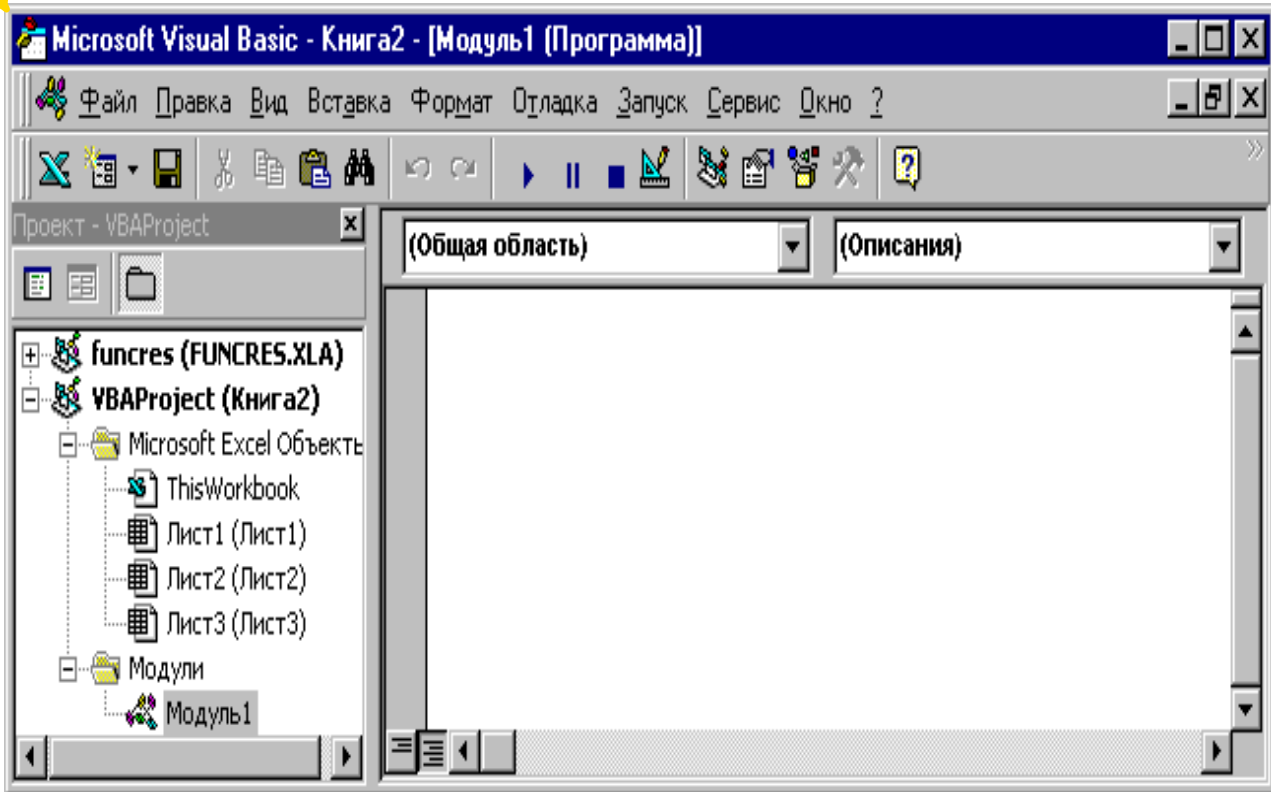 Microsoft Visual Basic - Книга2 - [Модуль1 (Программа)]
Файл Правка Вид Вставка Формат Отладка Запуск Сервис Окно ?
Проект - VBAProject
(Общая область) (Описания)
funcres (FUNCRES.XLA)
VBAProject (Книга2)
Microsoft Excel Объекты
ThisWorkbook
Лист1 (Лист1)
Лист2 (Лист2)
Лист3 (Лист3)
Модули
Модуль1